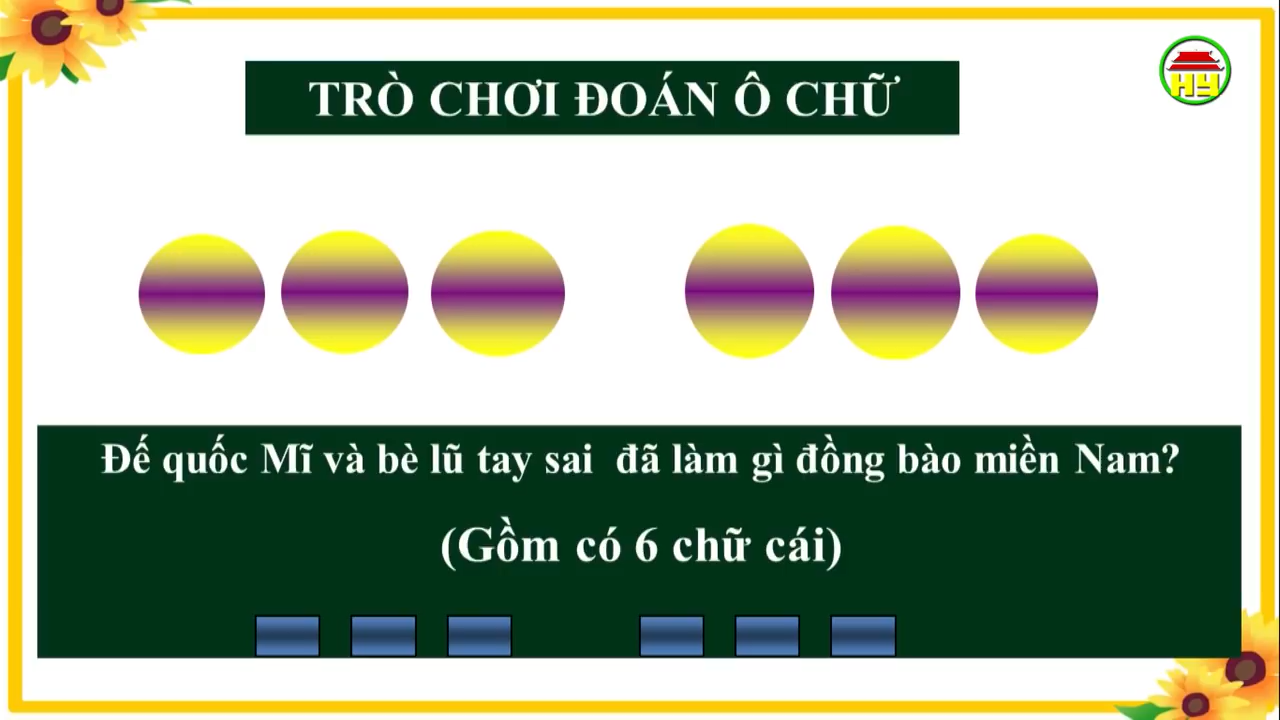 TRÒ CHƠI ĐOÁN Ô CHỮ
HY
Đế quốc Mĩ và bè lũ tay sai đã làm gì đồng bào miền Nam?
(Gồm có 6 chữ cái)